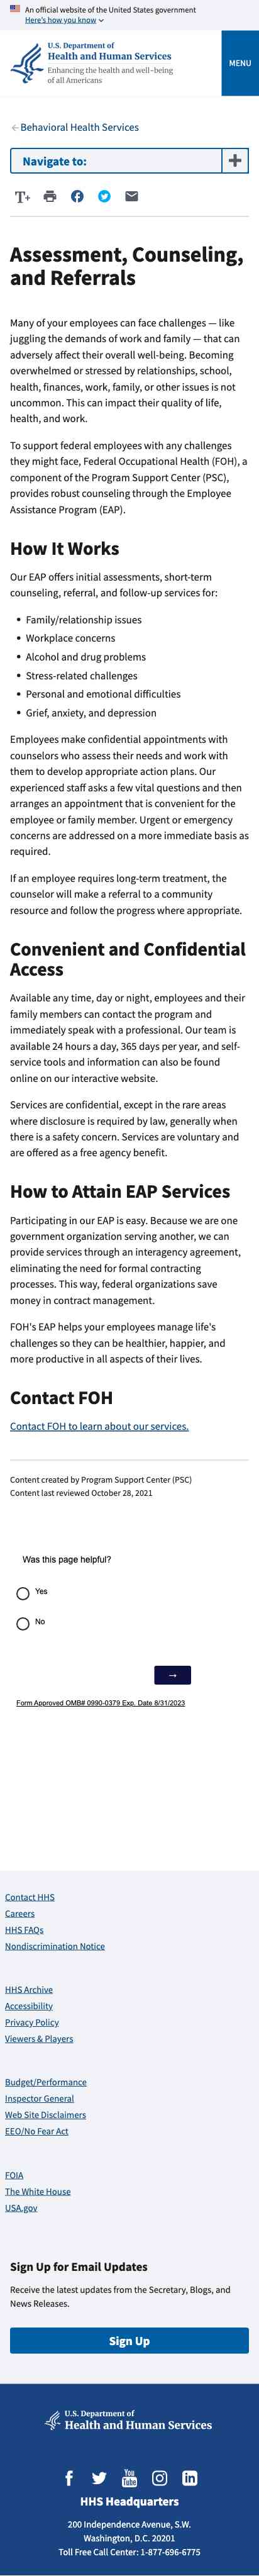 An official website of the United States government
Here's how you know
U.S. Department of
Health and Human Services
Enhancing the health and well-being
of all Americans
MENU
Behavioral Health Services
Navigate to:
T+
Assessment, Counseling,
and Referrals
Many of your employees can face challenges — like
juggling the demands of work and family — that can
adversely affect their overall well-being. Becoming
overwhelmed or stressed by relationships, school,
health, finances, work, family, or other issues is not
uncommon. This can impact their quality of life,
health, and work.
To support federal employees with any challenges
they might face, Federal Occupational Health (FOH), a
component of the Program Support Center (PSC),
provides robust counseling through the Employee
Assistance Program (EAP).
How It Works
Our EAP offers initial assessments, short-term
counseling, referral, and follow-up services for:
• Family/relationship issues
• Workplace concerns
• Alcohol and drug problems
• Stress-related challenges
• Personal and emotional difficulties
• Grief, anxiety, and depression
Employees make confidential appointments with
counselors who assess their needs and work with
them to develop appropriate action plans. Our
experienced staff asks a few vital questions and then
arranges an appointment that is convenient for the
employee or family member. Urgent or emergency
concerns are addressed on a more immediate basis as
required.
If an employee requires long-term treatment, the
counselor will make a referral to a community
resource and follow the progress where appropriate.
Convenient and Confidential
Access
Available any time, day or night, employees and their
family members can contact the program and
immediately speak with a professional. Our team is
available 24 hours a day, 365 days per year, and self-
service tools and information can also be found
online on our interactive website.
Services are confidential, except in the rare areas
where disclosure is required by law, generally when
there is a safety concern. Services are voluntary and
are offered as a free agency benefit.
How to Attain EAP Services
Participating in our EAP is easy. Because we are one
government organization serving another, we can
provide services through an interagency agreement,
eliminating the need for formal contracting
processes. This way, federal organizations save
money in contract management.
FOH's EAP helps your employees manage life's
challenges so they can be healthier, happier, and
more productive in all aspects of their lives.
Contact FOH
Contact FOH to learn about our services.
Content created by Program Support Center (PSC)
Content last reviewed October 28, 2021
Was this page helpful?
Yes
No
→
Form Approved OMB# 0990-0379 Exp. Date 8/31/2023
Contact HHS
Careers
HHS FAQs
Nondiscrimination Notice
HHS Archive
Accessibility
Privacy Policy
Viewers & Players
Budget/Performance
Inspector General
Web Site Disclaimers
EEO/No Fear Act
FOIA
The White House
USA.gov
Sign Up for Email Updates
Receive the latest updates from the Secretary, Blogs, and
News Releases.
Sign Up
U.S. Department of
Health and Human Services
You Tube
HHS Headquarters
200 Independence Avenue, S.W.
Washington, D.C. 20201
Toll Free Call Center: 1-877-696-6775